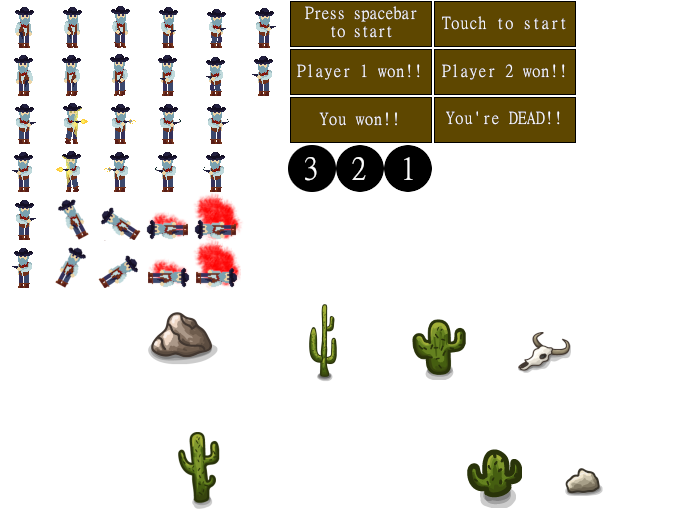 Press spacebar
to start
Touch to start
Player 1 won!!
Player 2 won!!
You won!!
You're DEAD!!
3 2 1